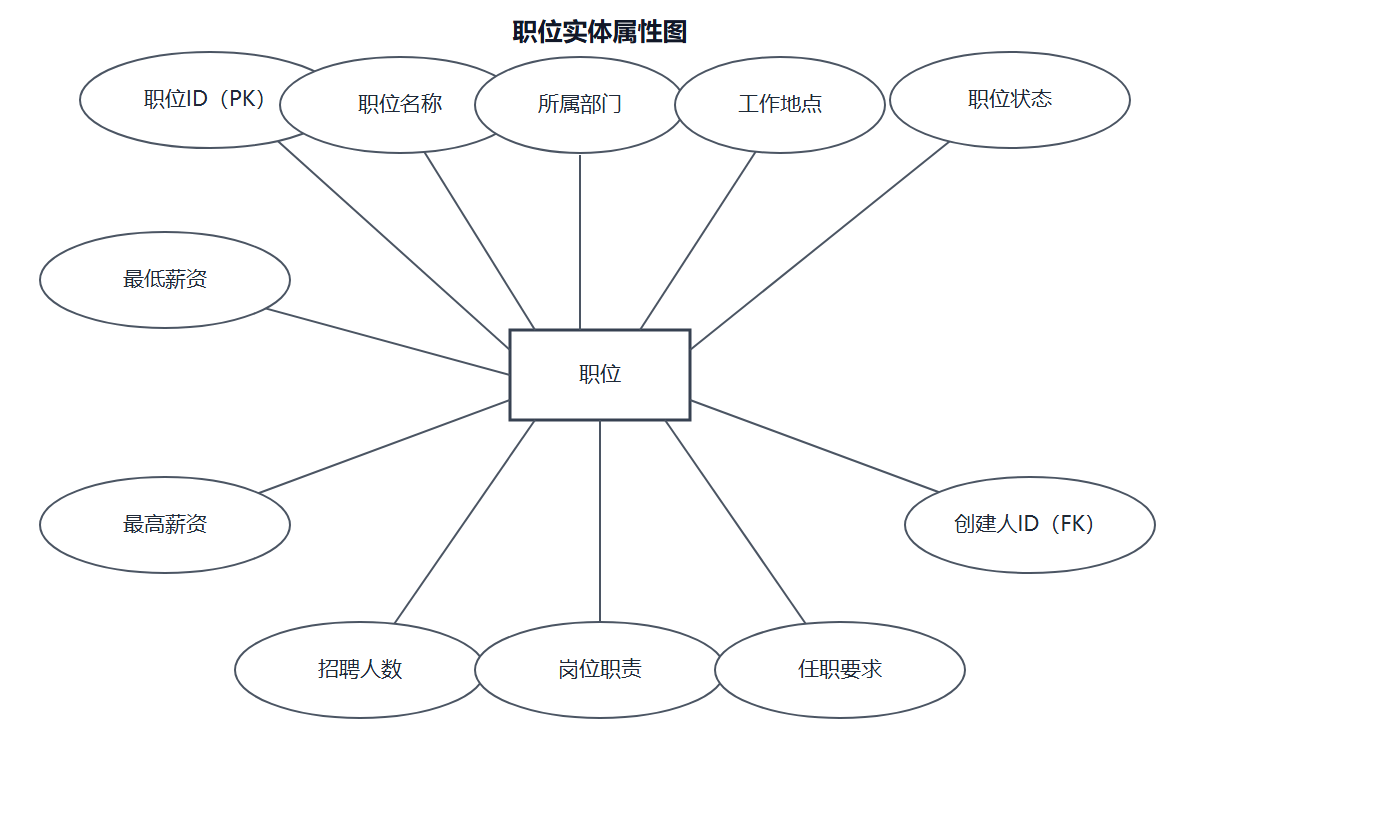 职位实体属性图
职位ID（PK）
职位名称
所属部门
工作地点
职位状态
最低薪资
职位
最高薪资
创建人ID（FK）
招聘人数
岗位职责
任职要求